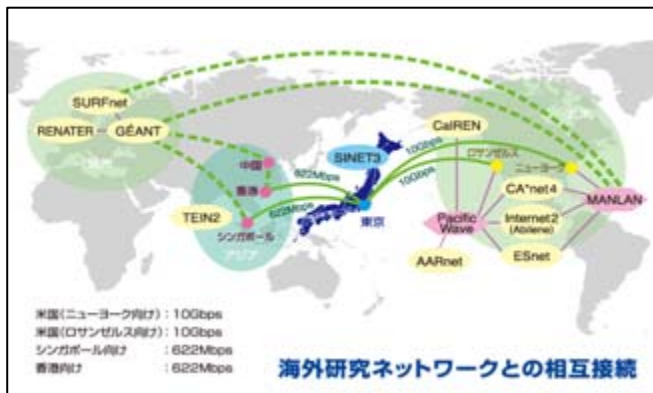 SURFnet
RENATER
GÉANT
中国
香港
TEIN2
シンガポール
アジア
622Mbps
622Mbps
SINET3
東京
10Gbps
10Gbps
CalREN
ロサンゼルス
ニューヨーク
CA*net4
MANLAN
Pacific
Wave
Internet2
(Abilene)
AARnet
ESnet
米国(ニューヨーク向け):10Gbps
米国(ロサンゼルス向け):10Gbps
シンガポール向け :622Mbps
香港向け :622Mbps
海外研究ネットワークとの相互接続